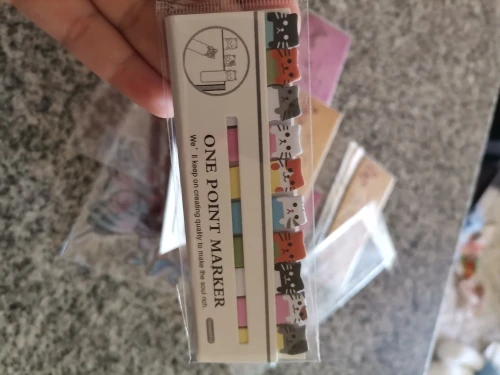 ONE POINT MARKER
We'll keep on creating quality to make the soul rich.